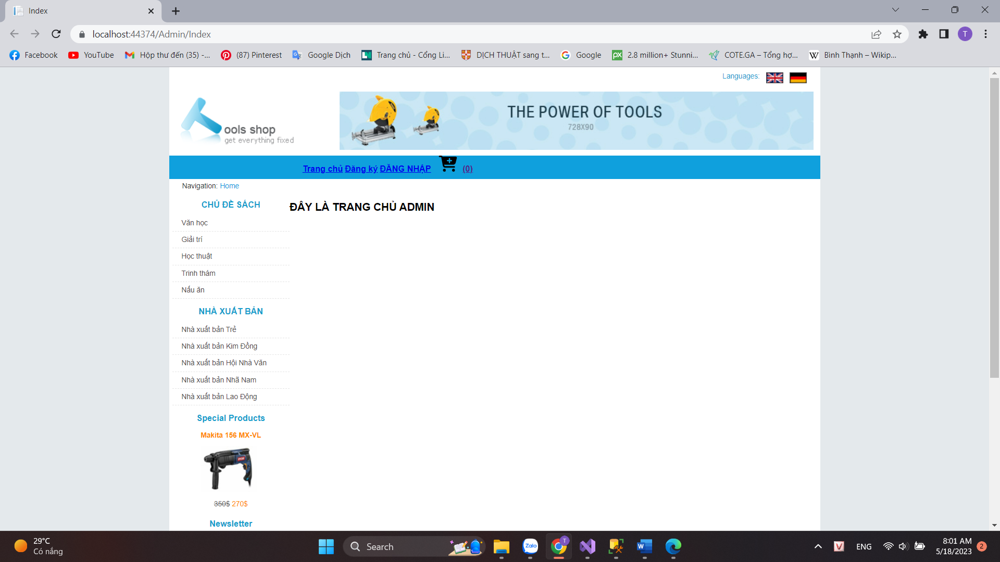 Index
localhost:44374/Admin/Index
T
Facebook YouTube Hộp thư đến (35) -... (87) Pinterest Google Dịch Trang chủ - Cổng Li... DỊCH THUẬT sang t... Google 2.8 million+ Stunni... COTE.GA – Tổng hợ... Bình Thạnh – Wikip...
Languages:
THE POWER OF TOOLS
728X90
ools shop
get everything fixed
Trang chủ Đăng ký ĐĂNG NHẬP (0)
Navigation: Home
CHỦ ĐỀ SÁCH
Văn học
Giải trí
Học thuật
Trinh thám
Nấu ăn
ĐÂY LÀ TRANG CHỦ ADMIN
NHÀ XUẤT BẢN
Nhà xuất bản Trẻ
Nhà xuất bản Kim Đồng
Nhà xuất bản Hội Nhà Văn
Nhà xuất bản Nhã Nam
Nhà xuất bản Lao Động
Special Products
Makita 156 MX-VL
350$ 270$
Newsletter
29°C
Có nắng
Search
Zalo
T
W
V
ENG
8:01 AM
5/18/2023
2